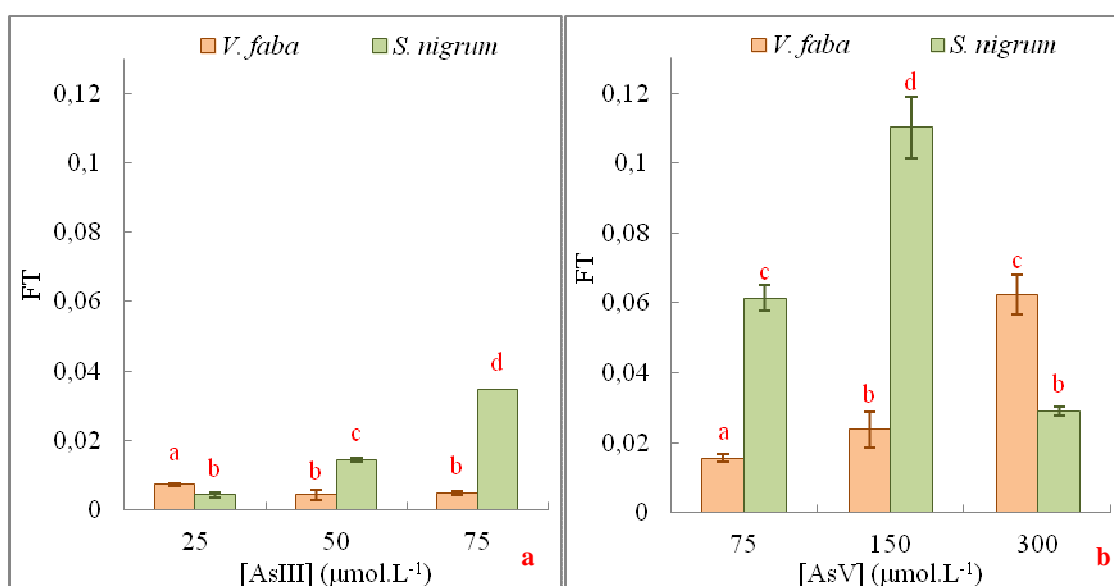 V. faba S. nigrum
0,12
0,1
0,08
0,06
0,04
0,02
0
FT
a
b
b
c
b
d
25 50 75
[AsIII] (µmol.L-1)
a
V. faba S. nigrum
0,12
0,1
0,08
0,06
0,04
0,02
0
FT
a
c
b
d
c
b
75 150 300
[AsV] (µmol.L-1)
b